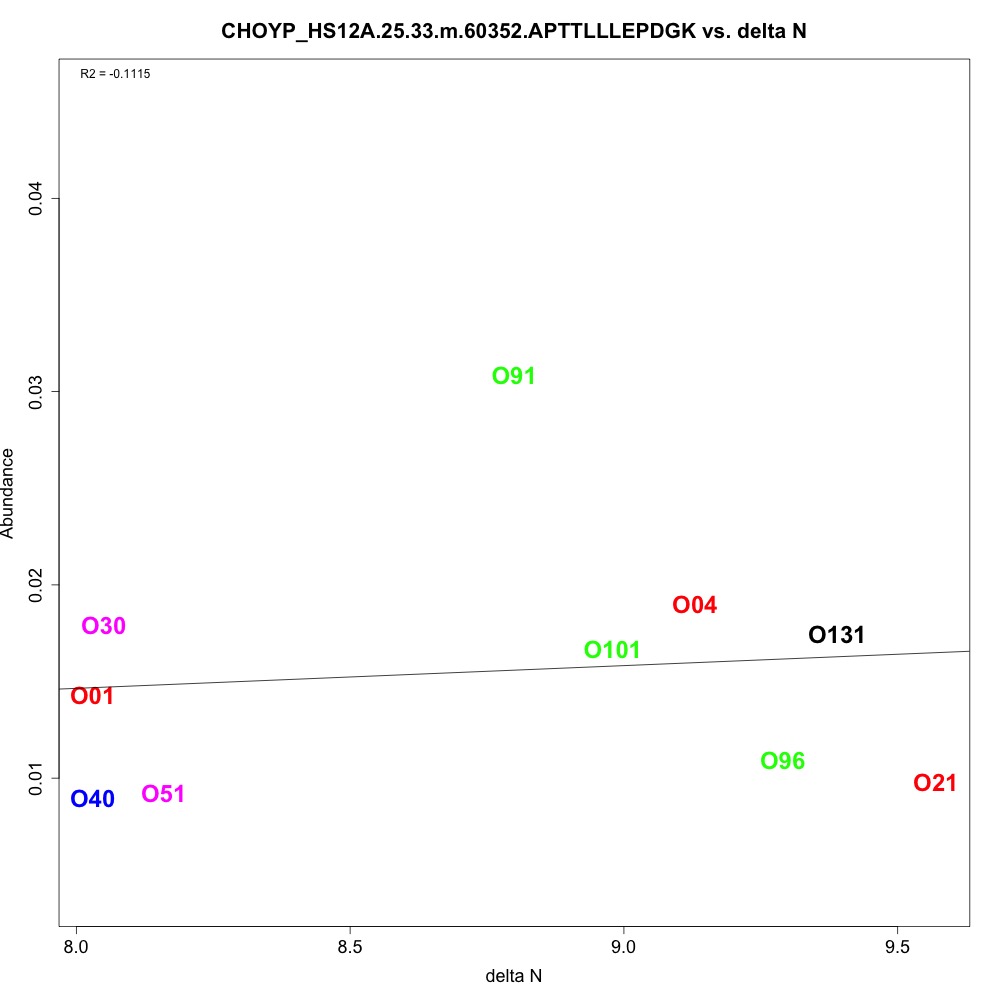 CHOYP_HS12A.25.33.m.60352.APTTLLLEPDGK vs. delta N
R2 = -0.1115
0.04
O91
0.03
Abundance
0.02
O04
O30
O131
O101
O01
O96
0.01
O21
O51
O40
8.0
8.5
9.0
9.5
delta N